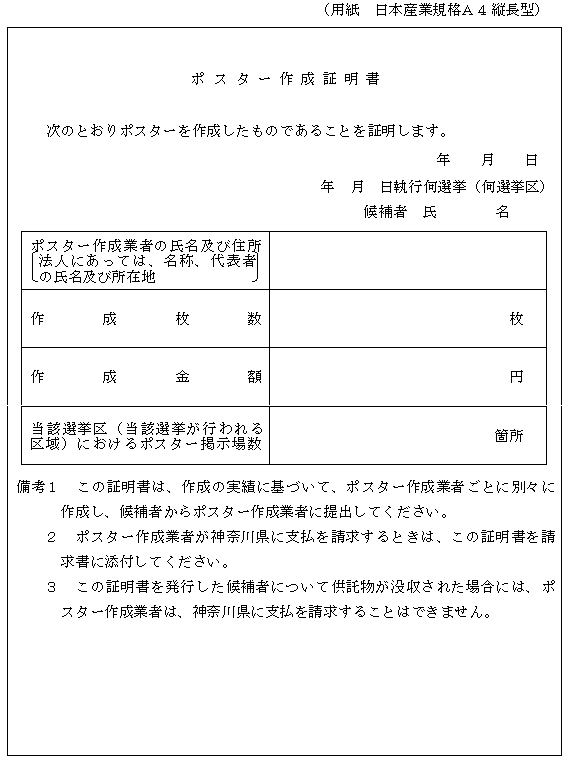 （用紙　日本産業規格Ａ４縦長型）
ポスター作成証明書
次のとおりポスターを作成したものであることを証明します。
年　　月　　日
年　月　日執行何選挙（何選挙区）
候補者　氏　　　　名
ポスター作成業者の氏名及び住所
法人にあっては、名称、代表者
の氏名及び所在地
作成枚数
枚
作成金額
円
当該選挙区（当該選挙が行われる
区域）におけるポスター掲示場数
箇所
備考１　この証明書は、作成の実績に基づいて、ポスター作成業者ごとに別々に
作成し、候補者からポスター作成業者に提出してください。
２　ポスター作成業者が神奈川県に支払を請求するときは、この証明書を請
求書に添付してください。
３　この証明書を発行した候補者について供託物が没収された場合には、ポ
スター作成業者は、神奈川県に支払を請求することはできません。